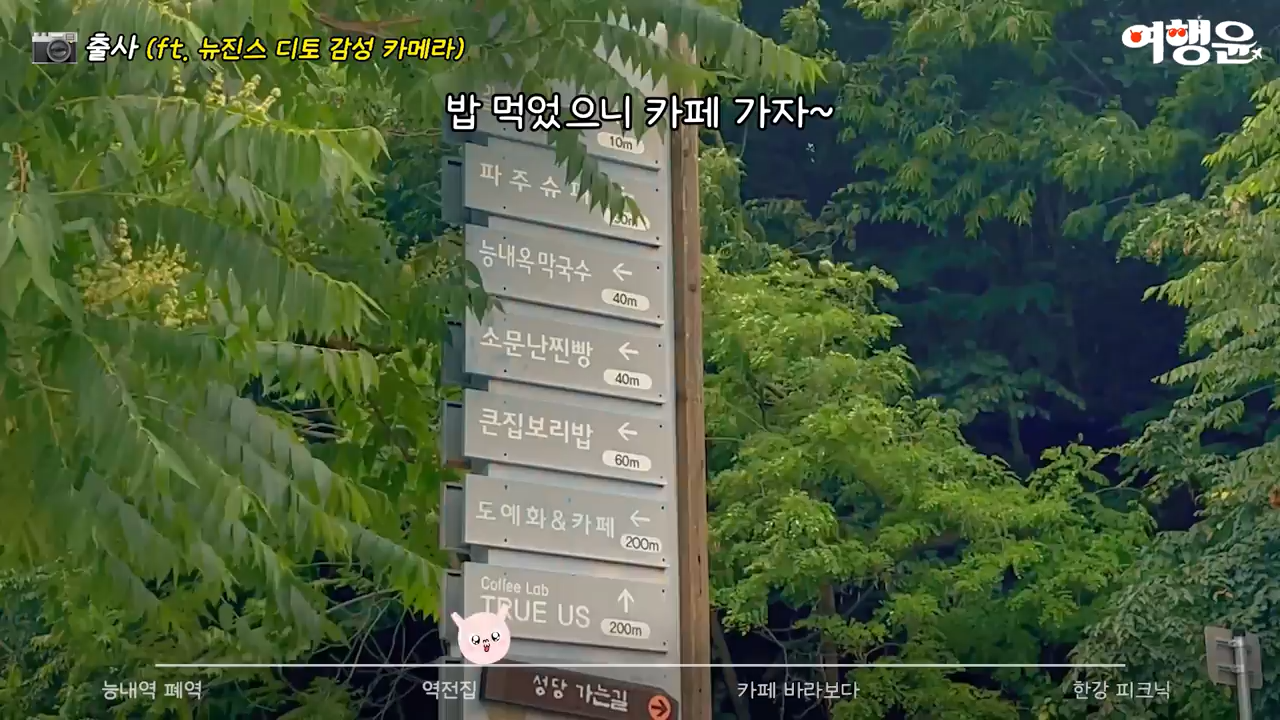 출사 (ft. 뉴진스 디토 감성 카메라)
여행윤
밥 먹었으니 카페 가자~
10m
파주슈
능내옥막국수 ←
40m
소문난찐빵 ←
40m
큰집보리밥 ←
60m
도예화&카페 ←
200m
Coffee Lab
TRUE US ↑
200m
성당 가는길
능내역 폐역
역전집
카페 바라보다
한강 피크닉